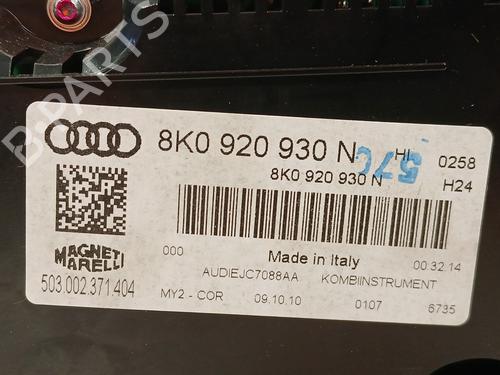 8K0 920 930 N HI 0258
57C
8K0 920 930 N H24
MAGNETI MARELLI
503.002.371.404
000 Made in Italy 00:32:14
AUDIEJC7088AA KOMBIINSTRUMENT
MY2 - COR 09.10.10 0107 6735
B-PARTS